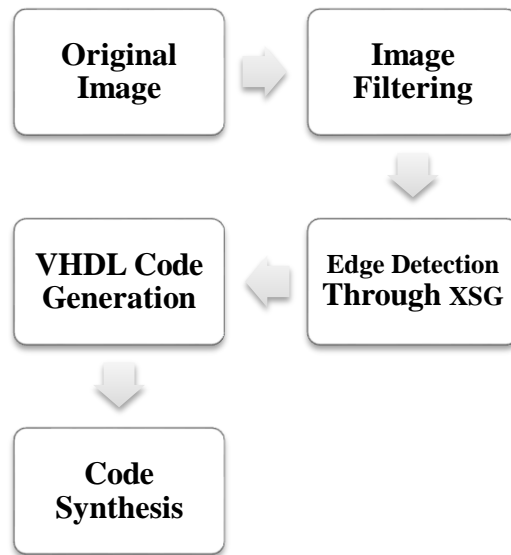 Original
Image
Image
Filtering
Edge Detection
Through XSG
VHDL Code
Generation
Code
Synthesis